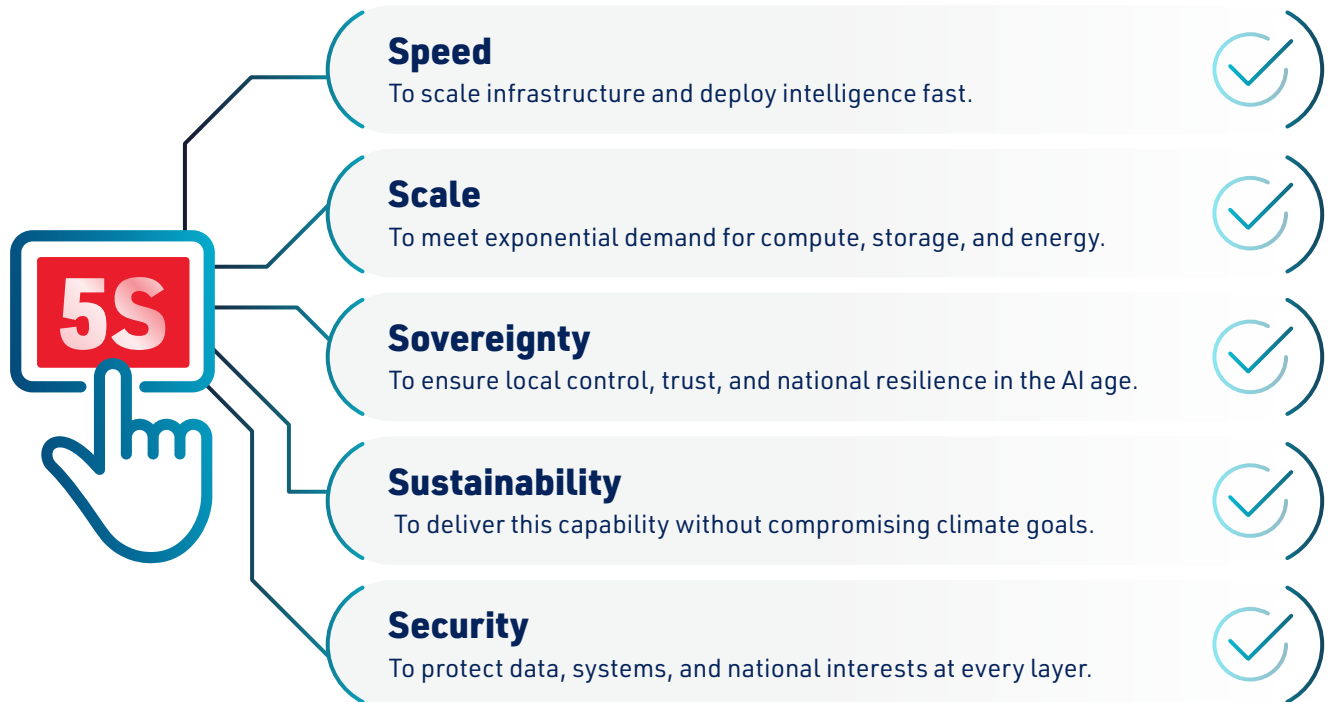 Speed
To scale infrastructure and deploy intelligence fast.
Scale
To meet exponential demand for compute, storage, and energy.
5S
Sovereignty
To ensure local control, trust, and national resilience in the AI age.
Sustainability
To deliver this capability without compromising climate goals.
Security
To protect data, systems, and national interests at every layer.